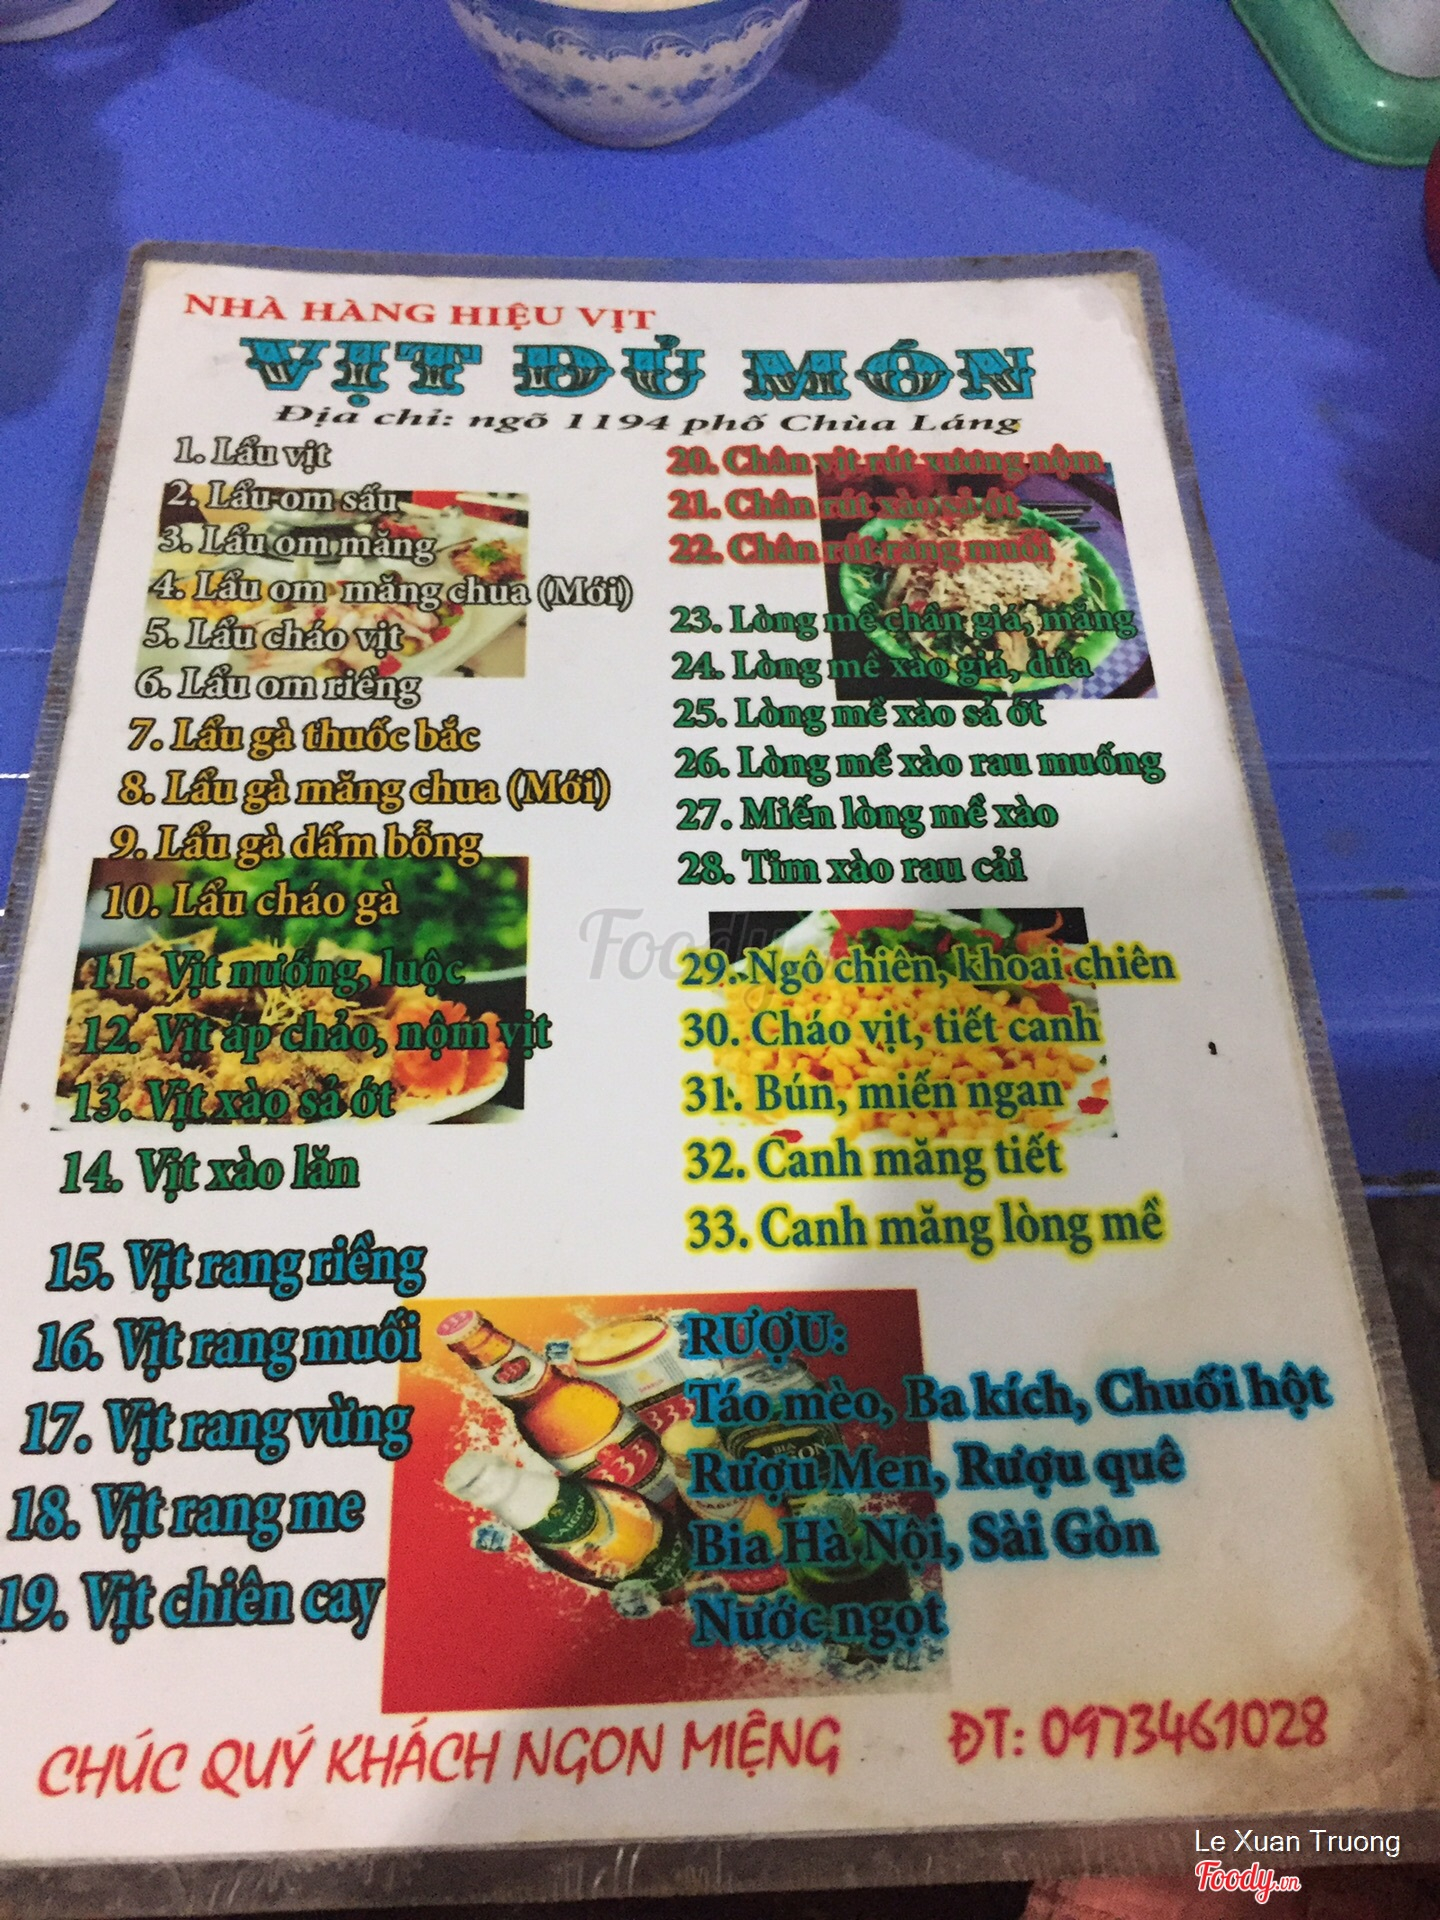 NHÀ HÀNG HIỆU VỊT
VỊT ĐỦ MÓN
Địa chỉ: ngõ 1194 phố Chùa Láng
1. Lẩu vịt
2. Lẩu om sấu
3. Lẩu om măng
4. Lẩu om măng chua (Mới)
5. Lẩu cháo vịt
6. Lẩu om riềng
7. Lẩu gà thuốc bắc
8. Lẩu gà măng chua (Mới)
9. Lẩu gà dấm bỗng
10. Lẩu cháo gà
11. Vịt nướng, luộc
12. Vịt áp chảo, nộm vịt
13. Vịt xào sả ớt
14. Vịt xào lăn
15. Vịt rang riềng
16. Vịt rang muối
17. Vịt rang vừng
18. Vịt rang me
19. Vịt chiên cay
20. Chân vịt rút xương nộm
21. Chân rút xào sả ớt
22. Chân rút rang muối
23. Lòng mề chần giá, măng
24. Lòng mề xào giá, dứa
25. Lòng mề xào sả ớt
26. Lòng mề xào rau muống
27. Miến lòng mề xào
28. Tim xào rau cải
29. Ngô chiên, khoai chiên
30. Cháo vịt, tiết canh
31. Bún, miến ngan
32. Canh măng tiết
33. Canh măng lòng mề
RƯỢU:
Táo mèo, Ba kích, Chuối hột
Rượu Men, Rượu quê
Bia Hà Nội, Sài Gòn
Nước ngọt
333
333
SAIGON
CHÚC QUÝ KHÁCH NGON MIỆNG
ĐT: 0973461028
Foody
Le Xuan Truong
Foody.vn